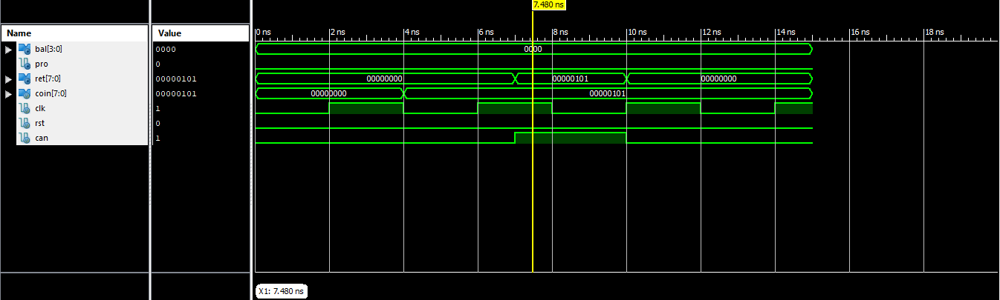 7.480 ns
Name Value 0 ns 2 ns 4 ns 6 ns 8 ns 10 ns 12 ns 14 ns 16 ns 18 ns
bal[3:0] 0000 0000
pro 0
ret[7:0] 00000101 00000000 00000101 00000000
coin[7:0] 00000101 00000000 00000101
clk 1
rst 0
can 1
X1: 7.480 ns